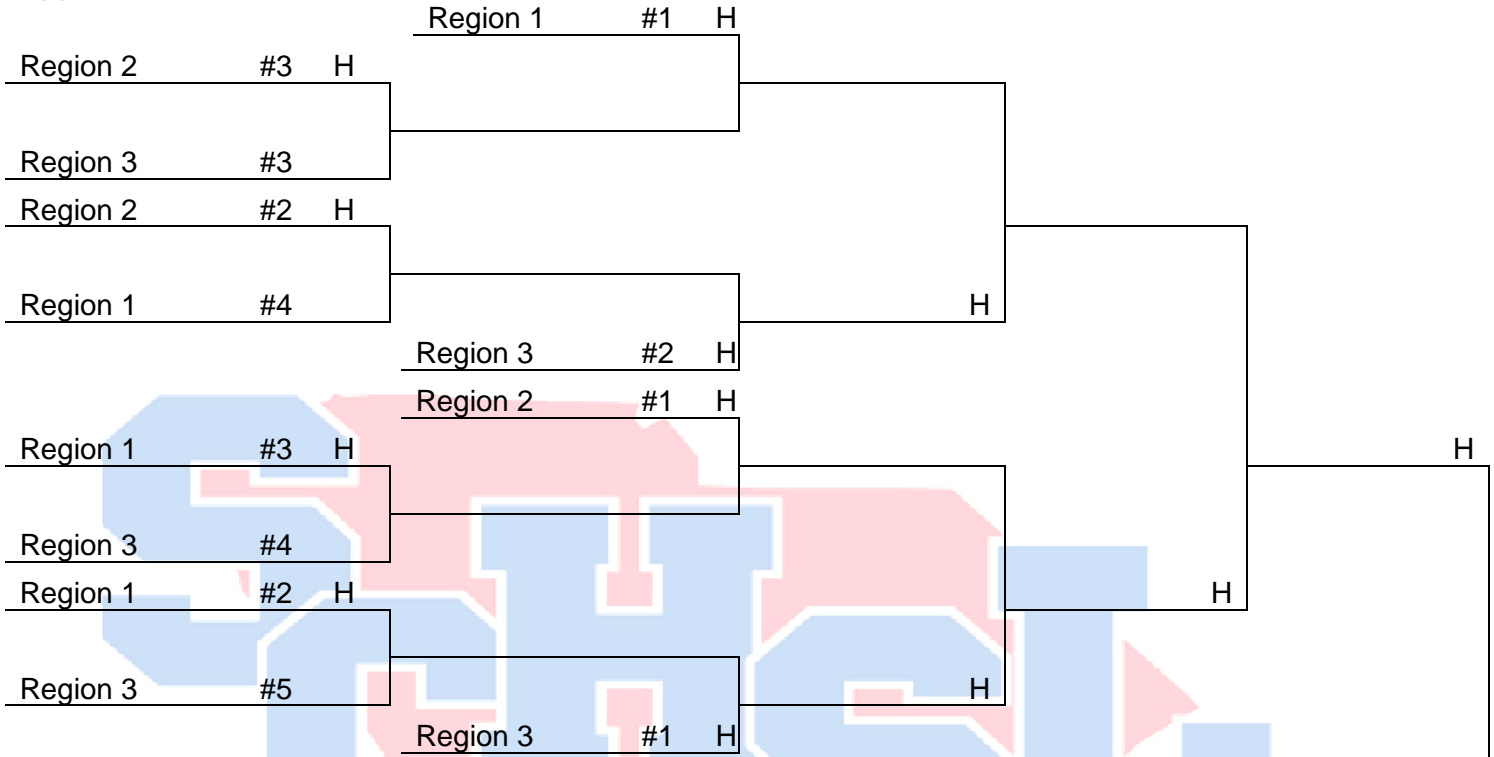 Region 1 #1 H
Region 2 #3 H
Region 3 #3
Region 2 #2 H
Region 1 #4
H
Region 3 #2 H
Region 2 #1 H
Region 1 #3 H
H
Region 3 #4
Region 1 #2 H
H
Region 3 #5
H
Region 3 #1 H
SCHSL